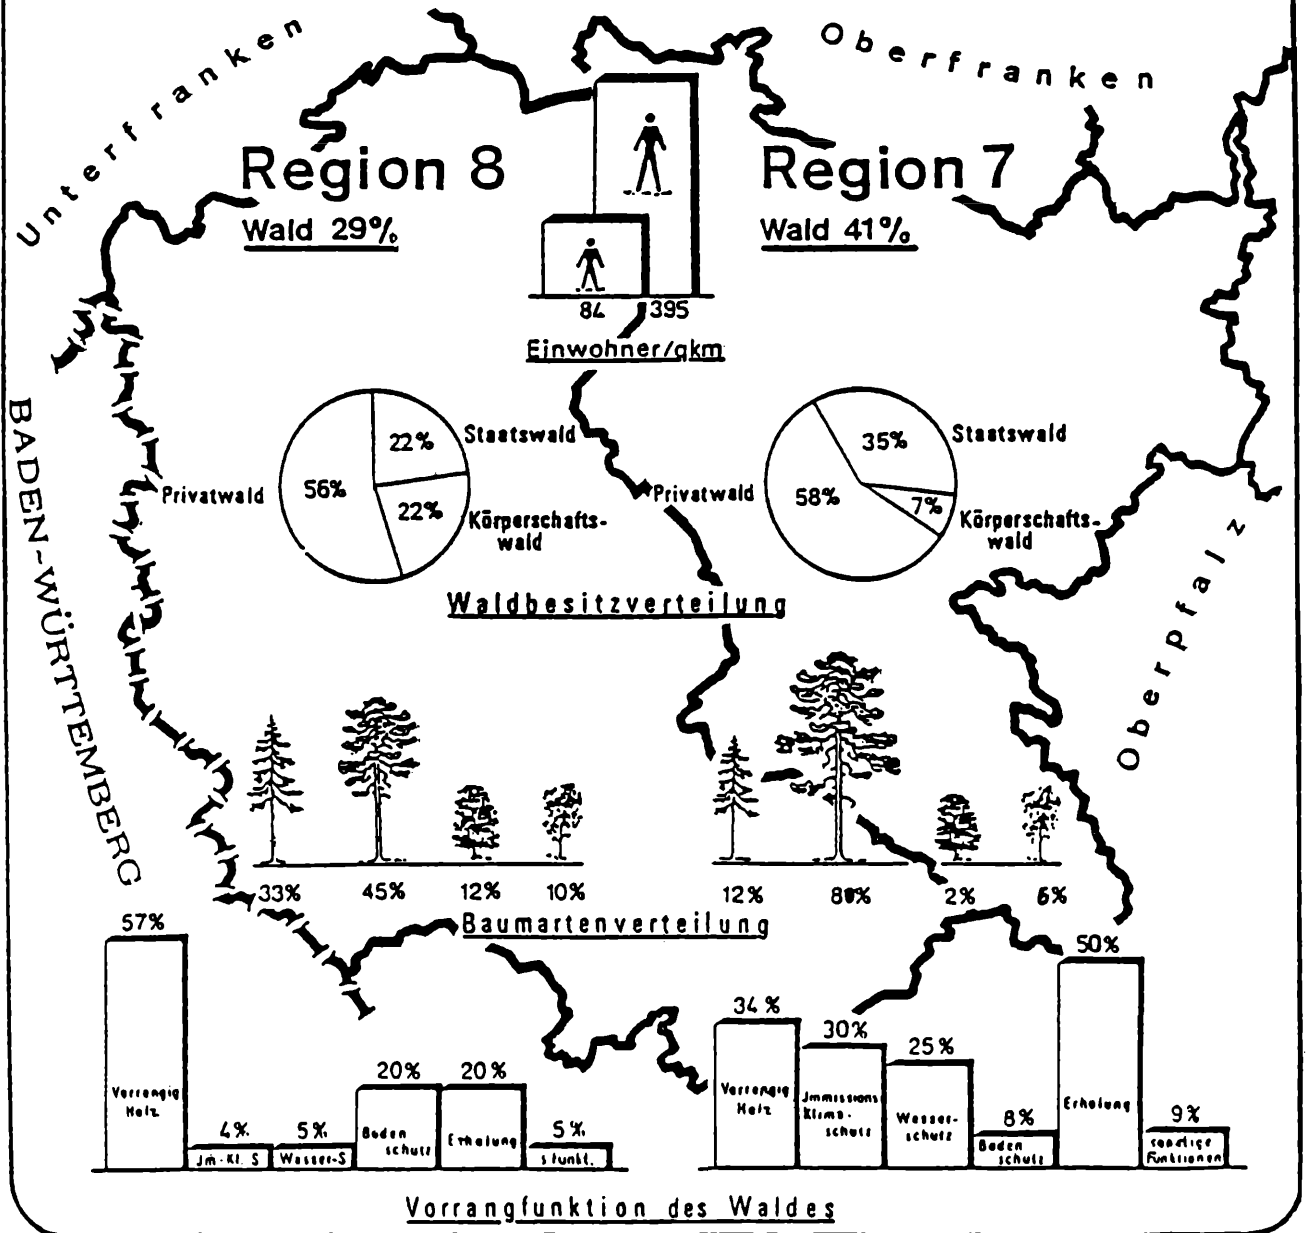 Unterfranken
Oberfranken
Region 8
Wald 29%
Region 7
Wald 41%
84 395
Einwohner/qkm
BADEN-WÜRTTEMBERG
Oberpfalz
22%
Staatswald
56%
Privatwald
22%
Körperschafts-
wald
35%
Staatswald
58%
Privatwald
7%
Körperschafts-
wald
Waldbesitzverteilung
33% 45% 12% 10%
12% 80% 2% 6%
Baumartenverteilung
57%
Vorrangig
Holz
4%
Jm.-Kl. S
5%
Wasser-S
20%
Boden
schutz
20%
Erholung
5%
s funkt.
34%
Vorrangig
Holz
30%
Jmmissions
Klima-
schutz
25%
Wasser-
schutz
8%
Boden
schutz
50%
Erholung
9%
sonstige
Funktionen
Vorrangfunktion des Waldes